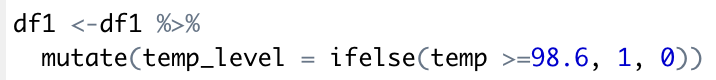 df1 <-df1 %>%
  mutate(temp_level = ifelse(temp >=98.6, 1, 0))